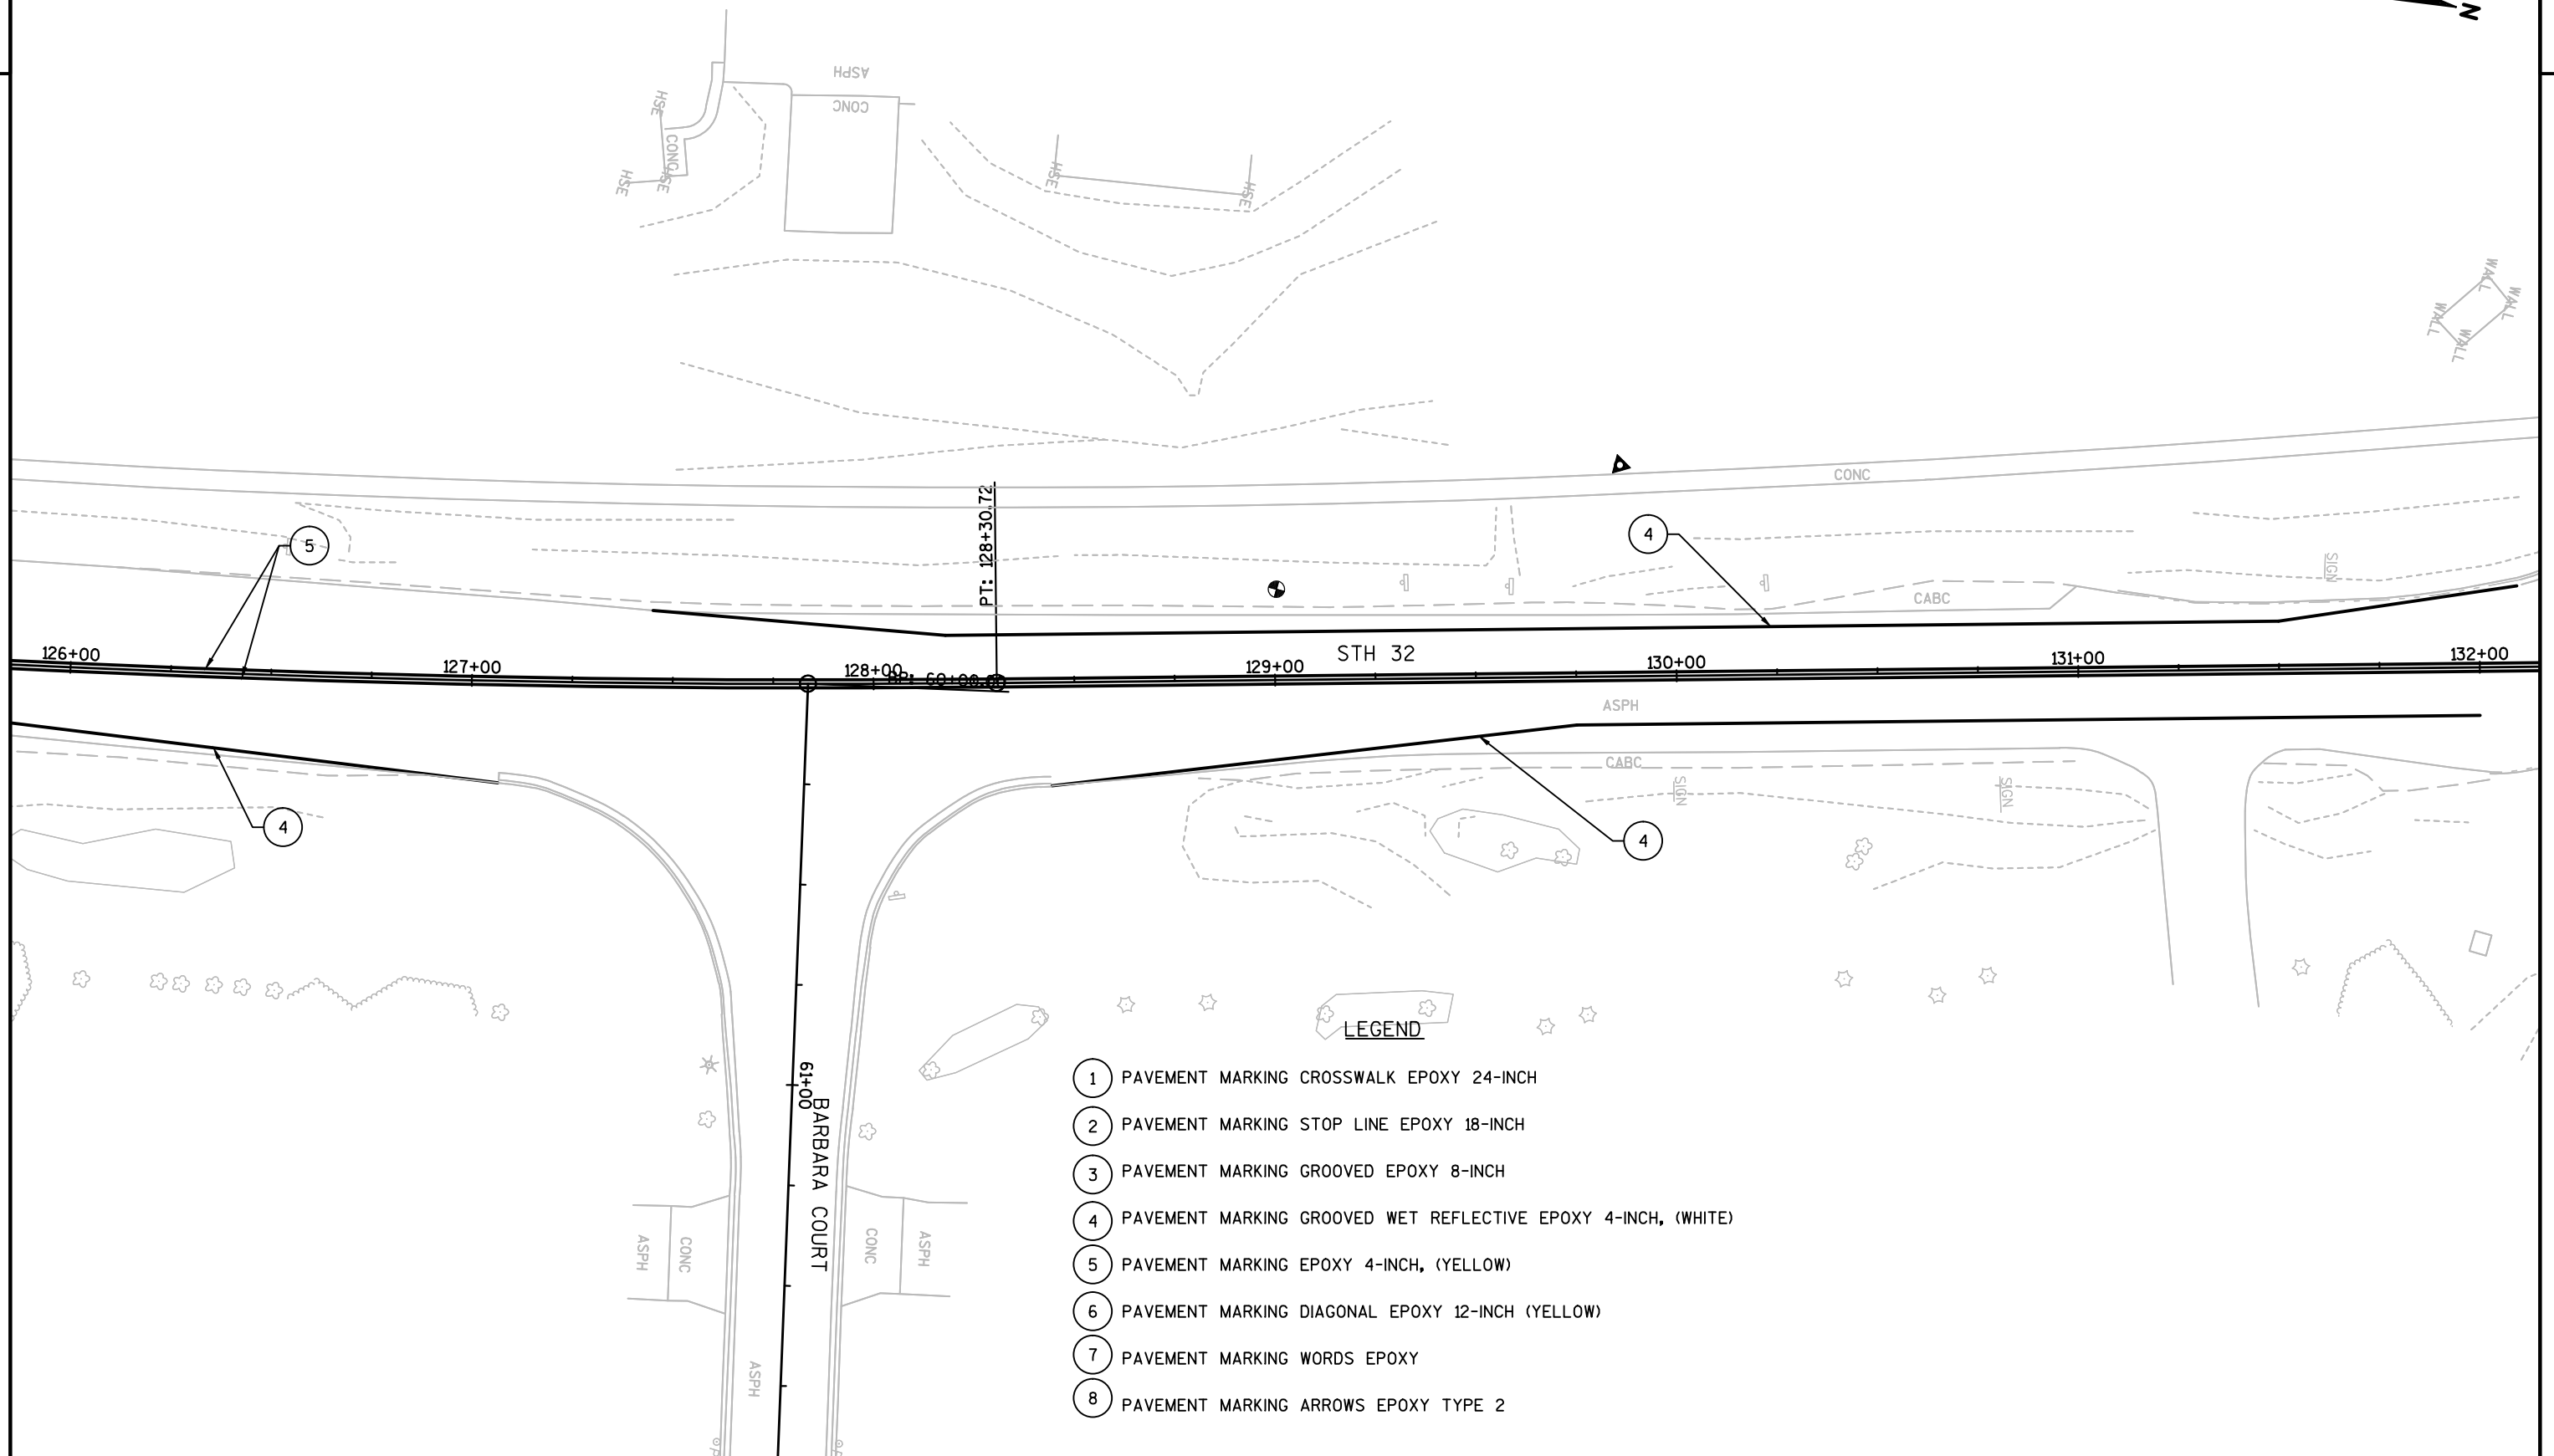 N
ASPH
CONC
HSE
CONC
HSE
HSE
HSE
HSE
WALL
WALL
WALL
WALL
CONC
PT: 128+30.72
5
4
SIGN
CABC
STH 32
126+00
127+00
128+00
BP: 60+00.00
129+00
130+00
131+00
132+00
ASPH
CABC
SIGN
SIGN
4
4
61+00
BARBARA COURT
ASPH
CONC
CONC
ASPH
ASPH
LEGEND
1 PAVEMENT MARKING CROSSWALK EPOXY 24-INCH
2 PAVEMENT MARKING STOP LINE EPOXY 18-INCH
3 PAVEMENT MARKING GROOVED EPOXY 8-INCH
4 PAVEMENT MARKING GROOVED WET REFLECTIVE EPOXY 4-INCH, (WHITE)
5 PAVEMENT MARKING EPOXY 4-INCH, (YELLOW)
6 PAVEMENT MARKING DIAGONAL EPOXY 12-INCH (YELLOW)
7 PAVEMENT MARKING WORDS EPOXY
8 PAVEMENT MARKING ARROWS EPOXY TYPE 2